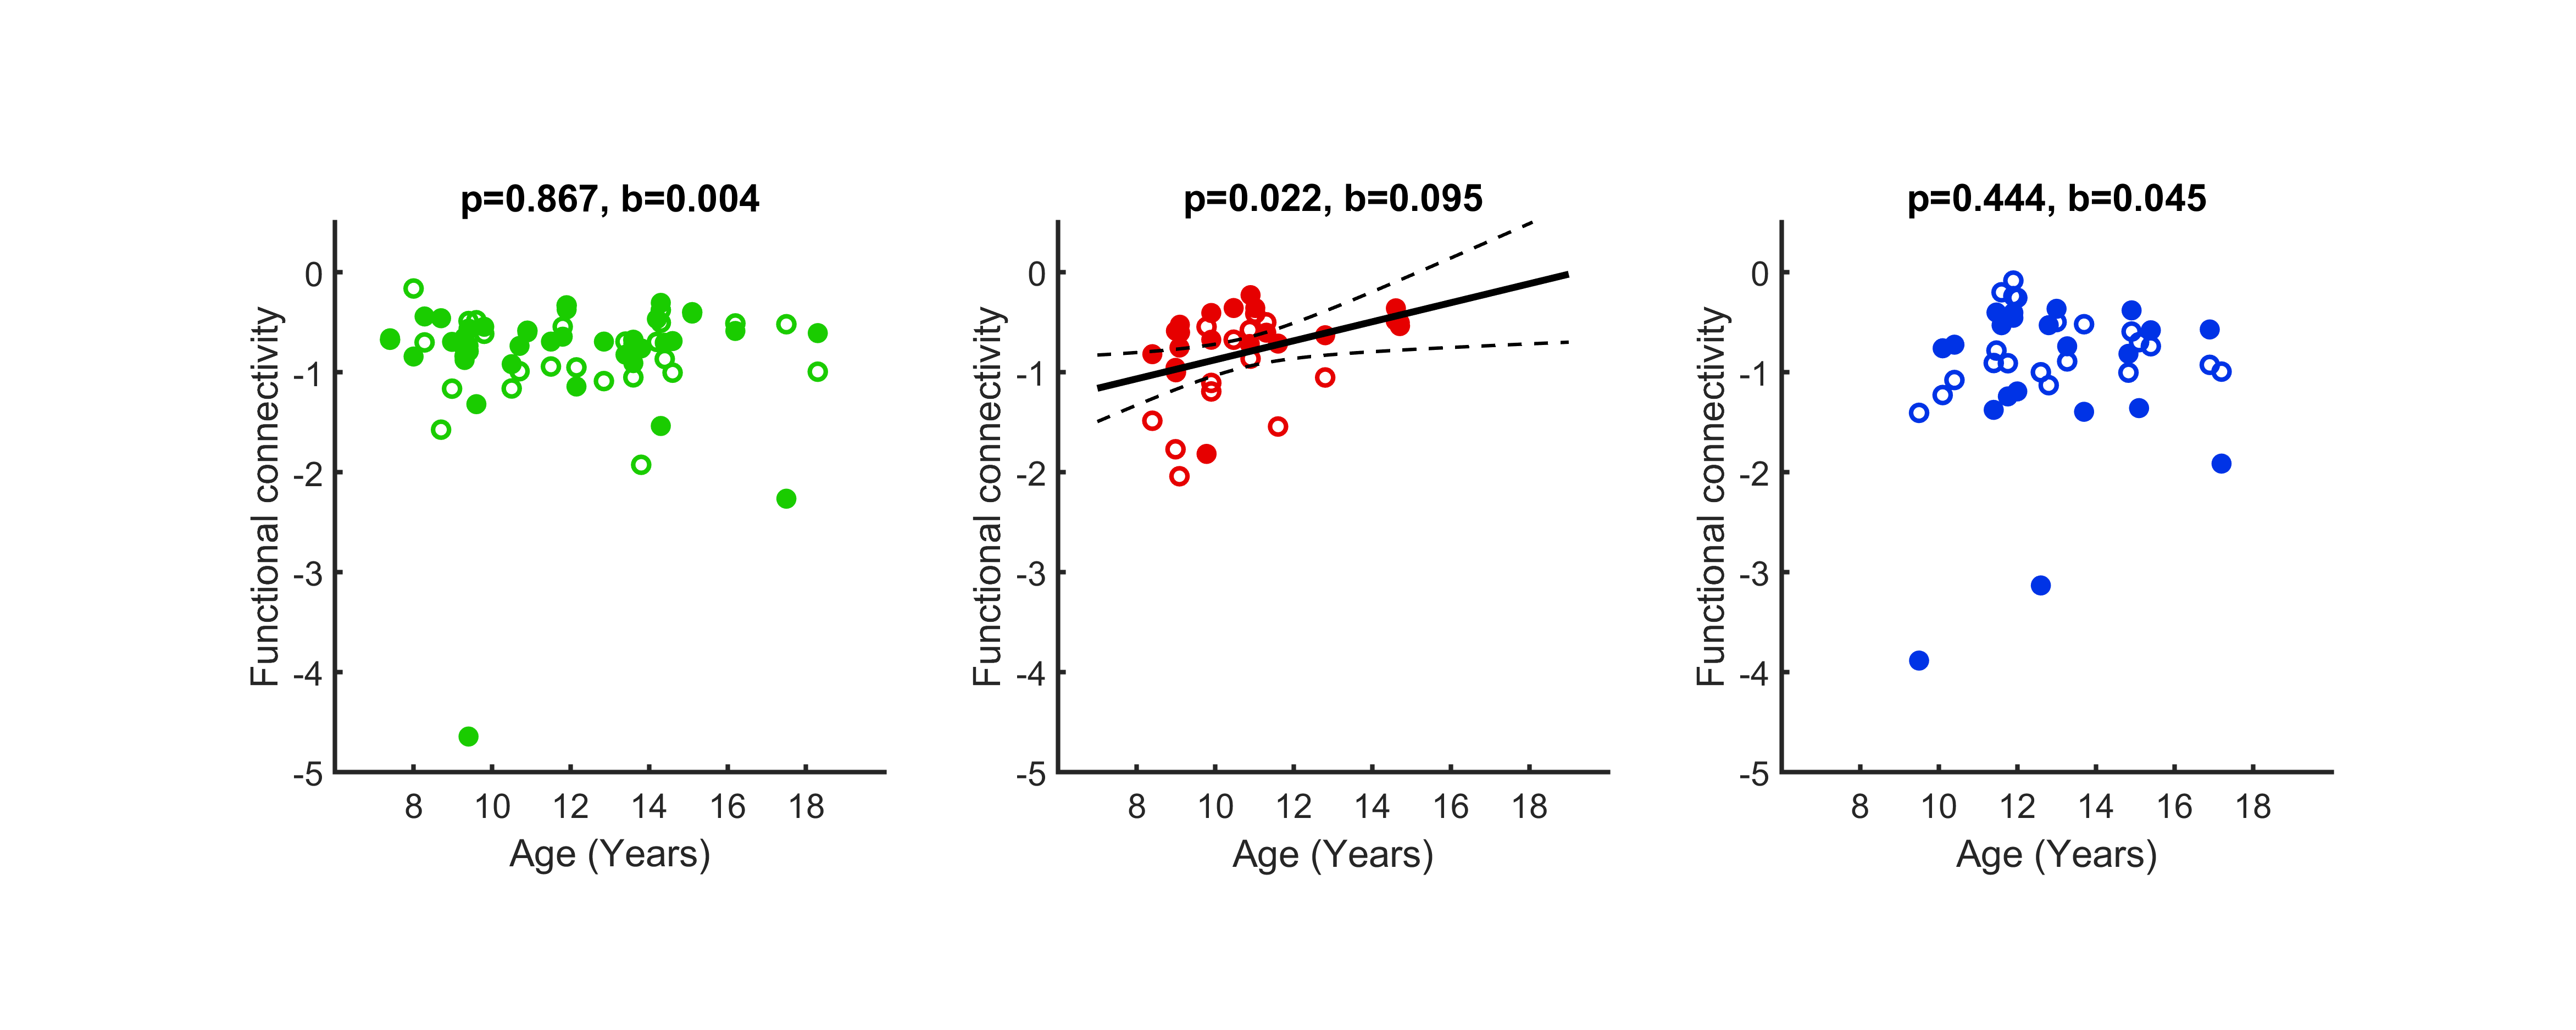 p=0.867, b=0.004
Functional connectivity
0
-1
-2
-3
-4
-5
8 10 12 14 16 18
Age (Years)
p=0.022, b=0.095
Functional connectivity
0
-1
-2
-3
-4
-5
8 10 12 14 16 18
Age (Years)
p=0.444, b=0.045
Functional connectivity
0
-1
-2
-3
-4
-5
8 10 12 14 16 18
Age (Years)